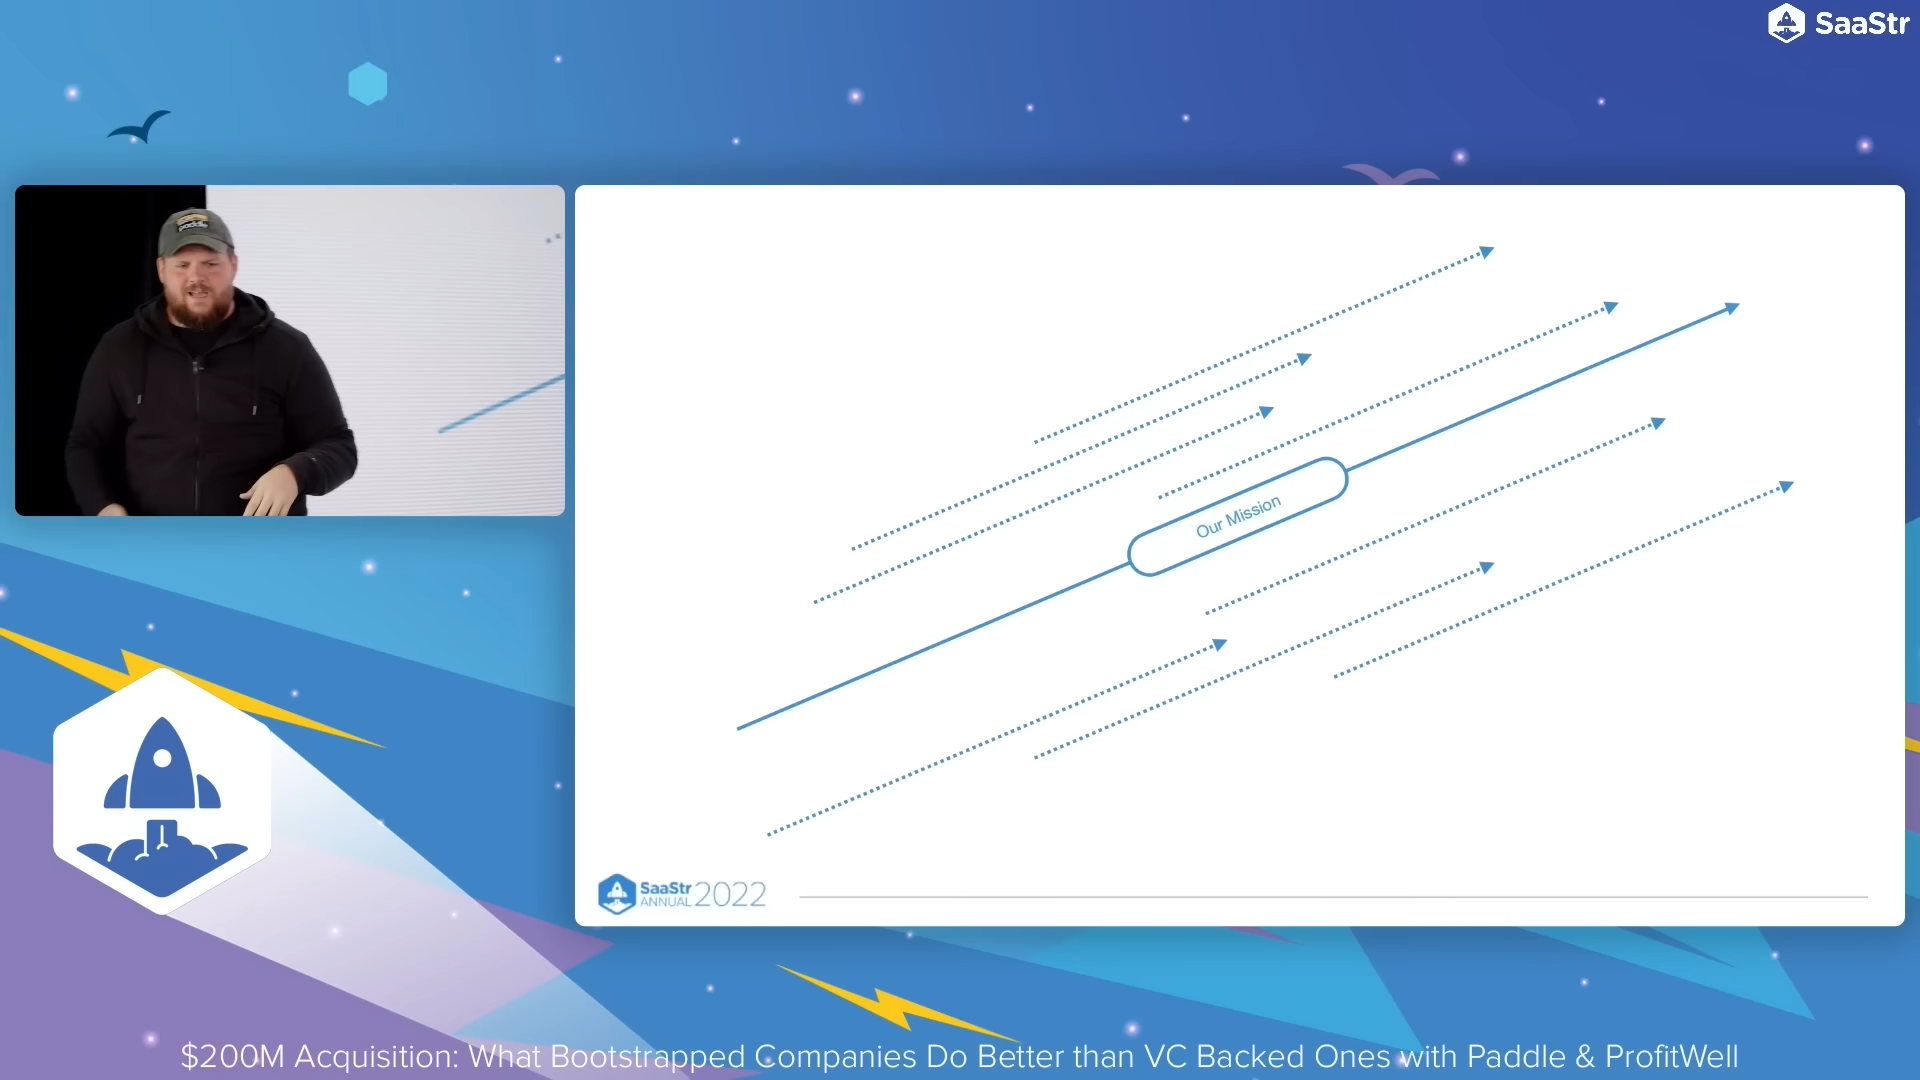 SaaStr
paddle
Our Mission
SaaStr
ANNUAL 2022
$200M Acquisition: What Bootstrapped Companies Do Better than VC Backed Ones with Paddle & ProfitWell